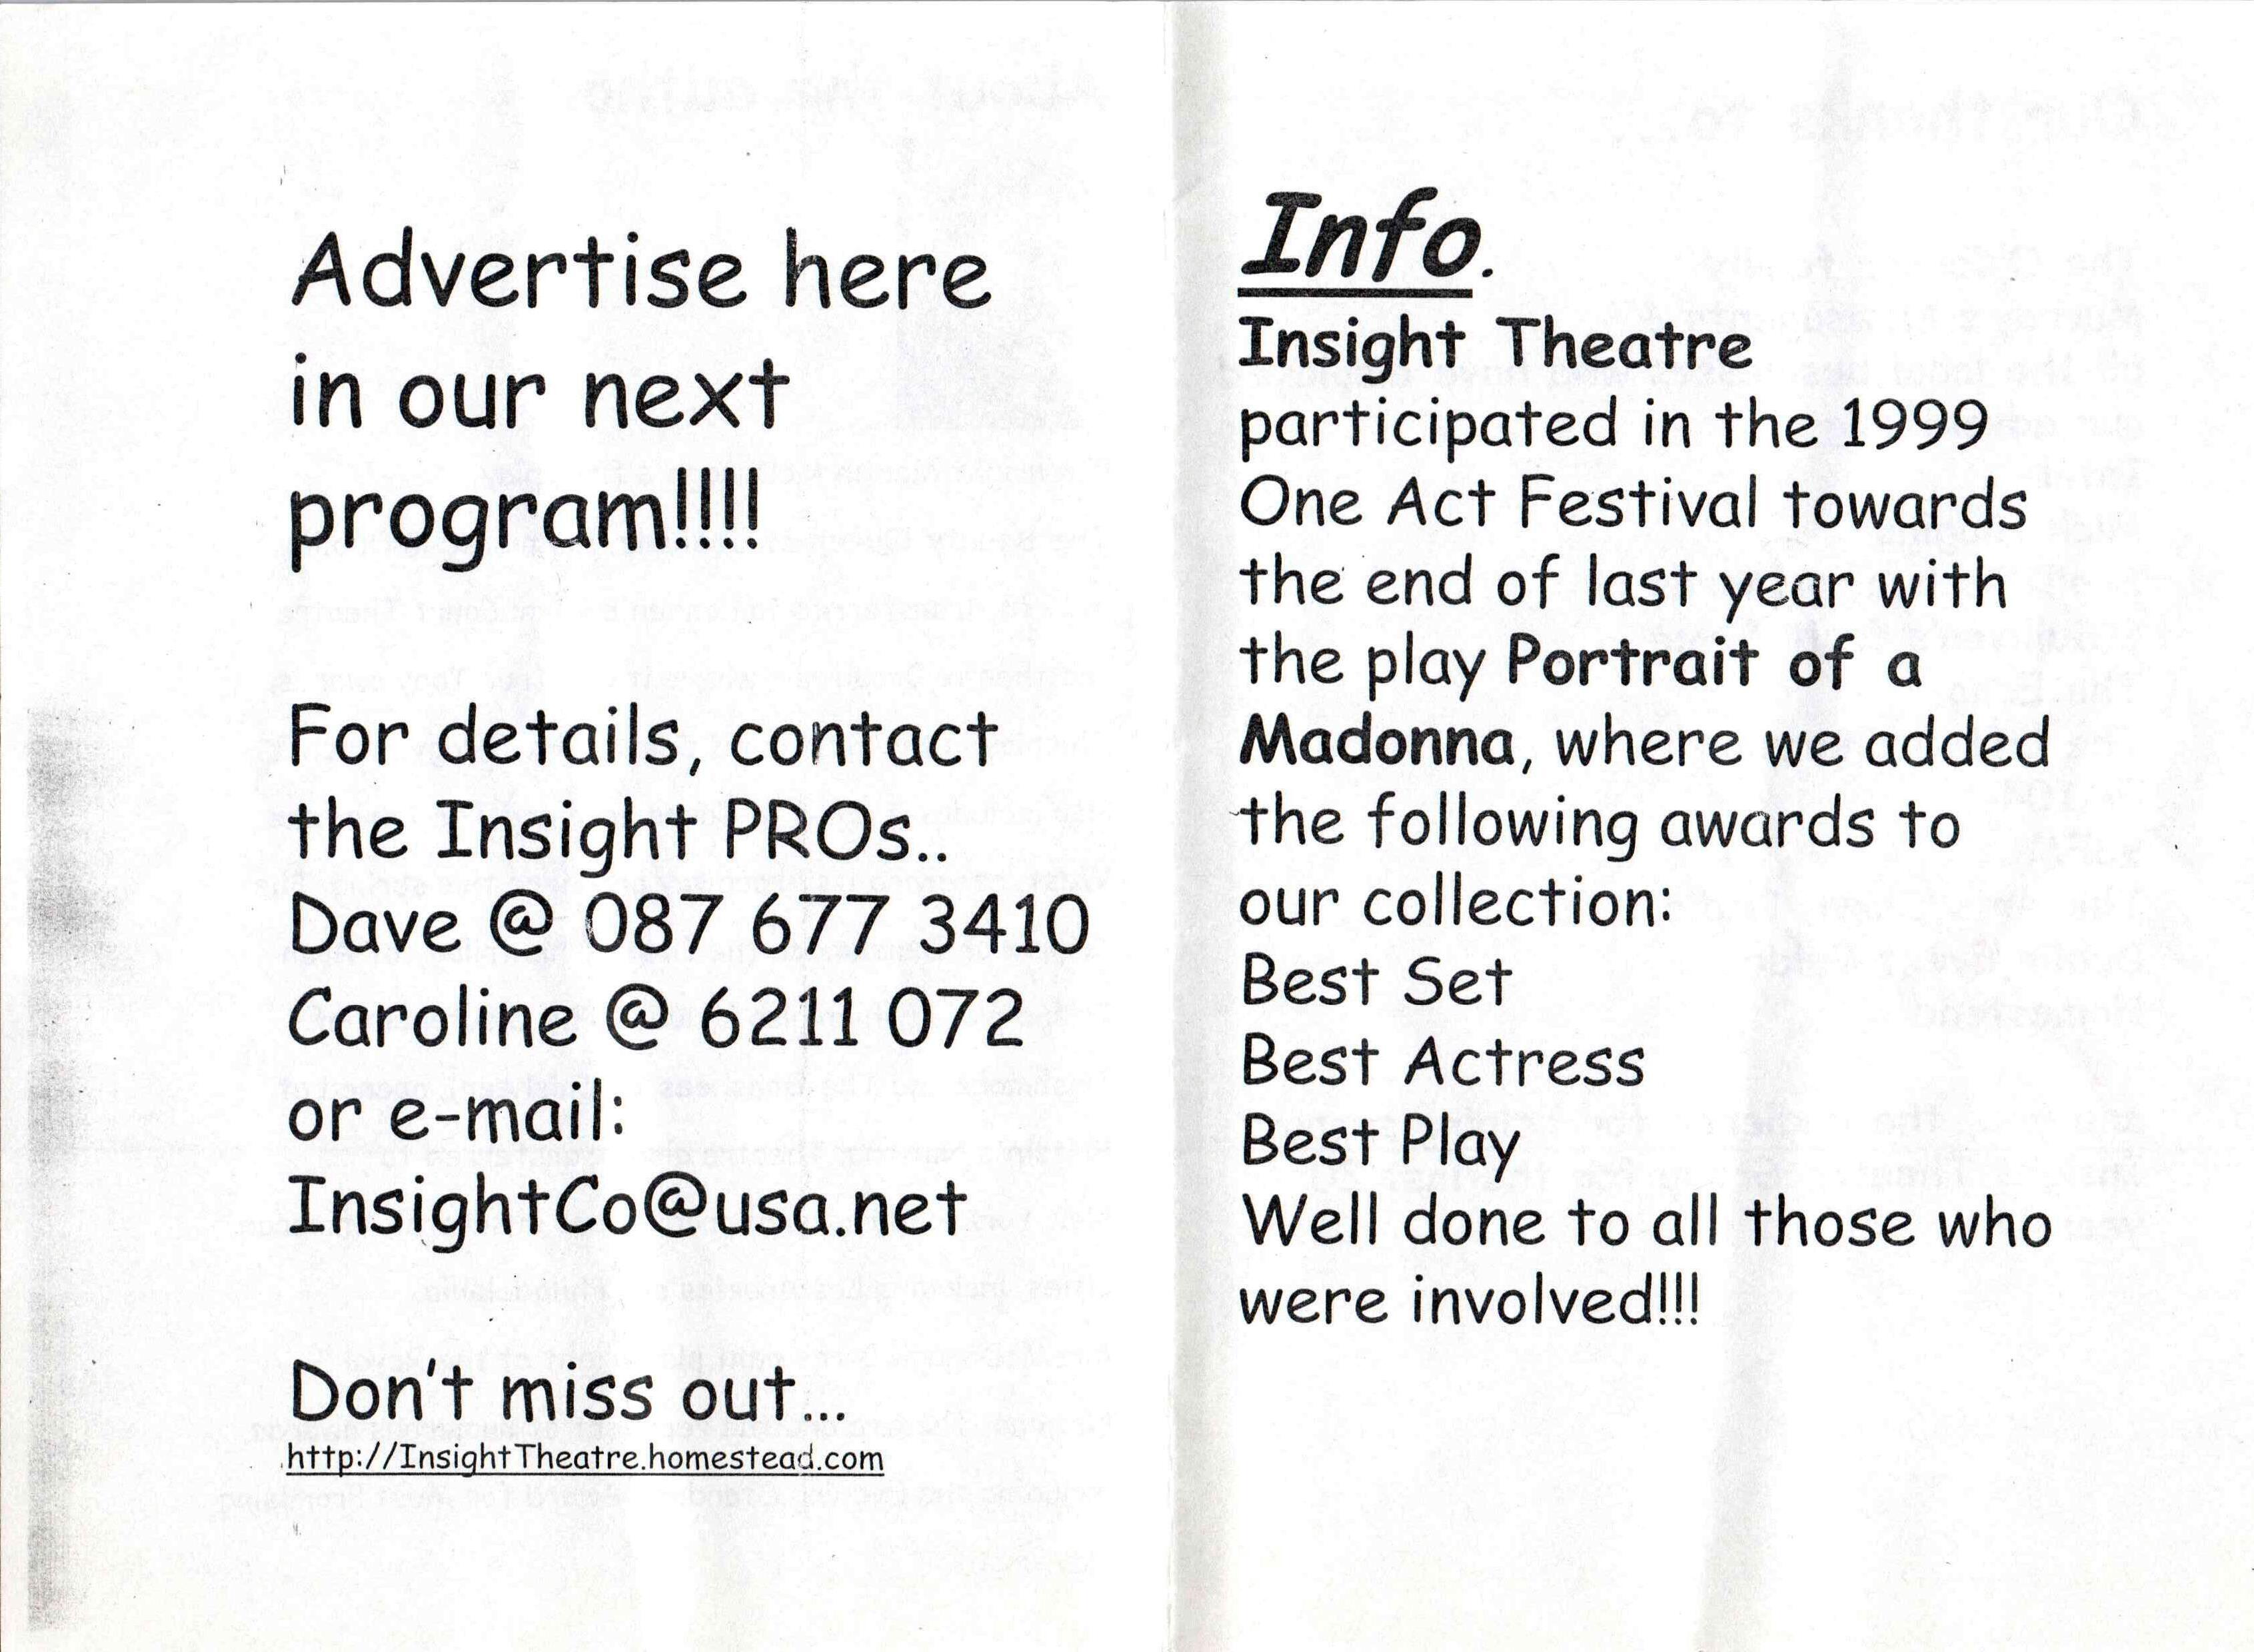 Advertise here
in our next
program!!!!
For details, contact
the Insight PROs..
Dave @ 087 677 3410
Caroline @ 6211 072
or e-mail:
InsightCo@usa.net
Don't miss out...
http://InsightTheatre.homestead.com
Info.
Insight Theatre
participated in the 1999
One Act Festival towards
the end of last year with
the play Portrait of a
Madonna, where we added
the following awards to
our collection:
Best Set
Best Actress
Best Play
Well done to all those who
were involved!!!